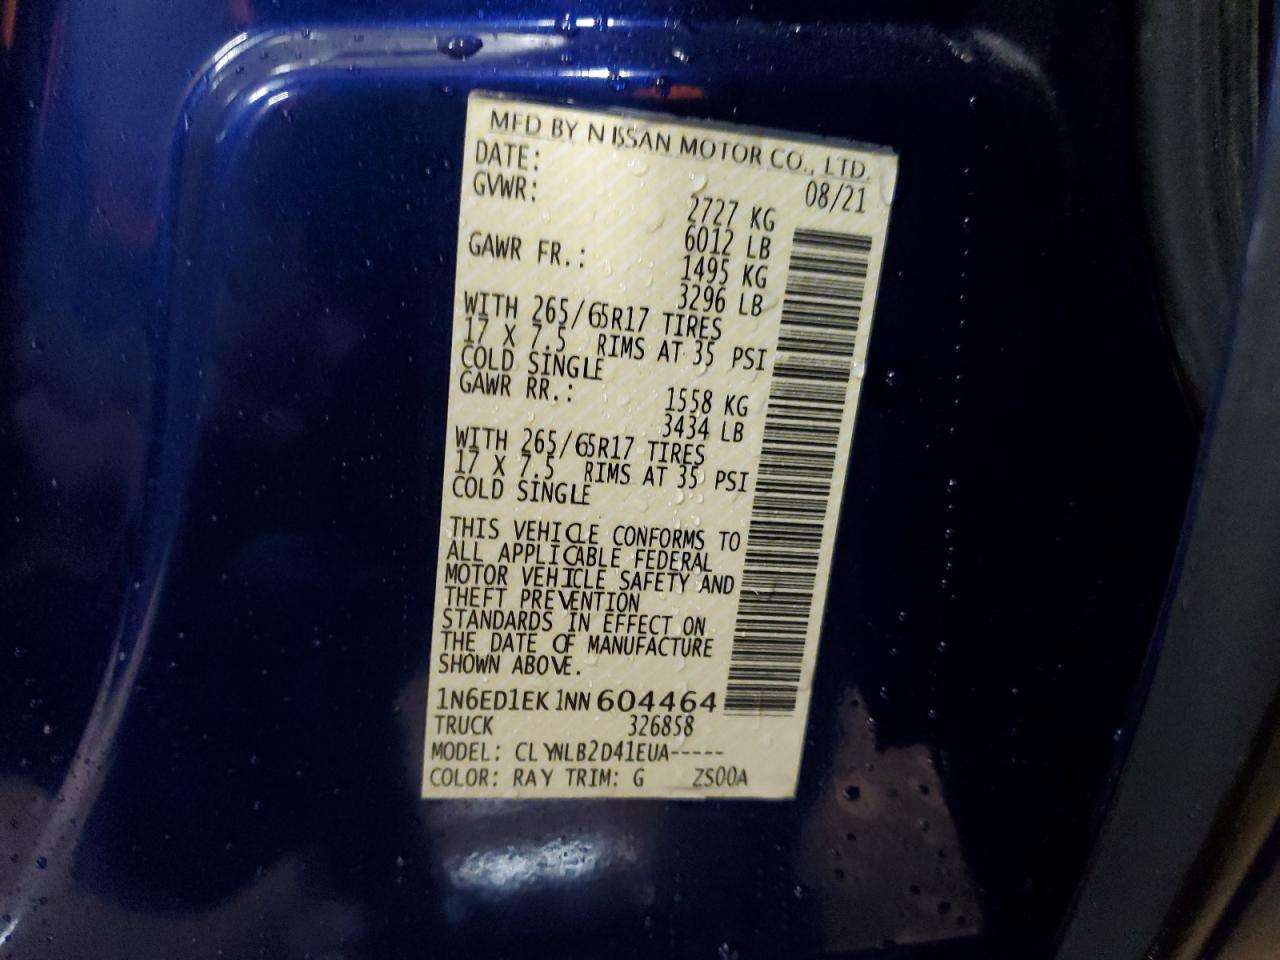 MFD BY NISSAN MOTOR CO., LTD.
DATE: 08/21
GVWR: 2727 KG
6012 LB
GAWR FR.: 1495 KG
3296 LB
WITH 265/65R17 TIRES
17 X 7.5 RIMS AT 35 PSI
COLD SINGLE
GAWR RR.: 1558 KG
3434 LB
WITH 265/65R17 TIRES
17 X 7.5 RIMS AT 35 PSI
COLD SINGLE
THIS VEHICLE CONFORMS TO
ALL APPLICABLE FEDERAL
MOTOR VEHICLE SAFETY AND
THEFT PREVENTION
STANDARDS IN EFFECT ON
THE DATE OF MANUFACTURE
SHOWN ABOVE.
1N6ED1EK1NN604464
TRUCK 326858
MODEL: CLYNLB2D41EUA-----
COLOR: RAY TRIM: G ZS00A